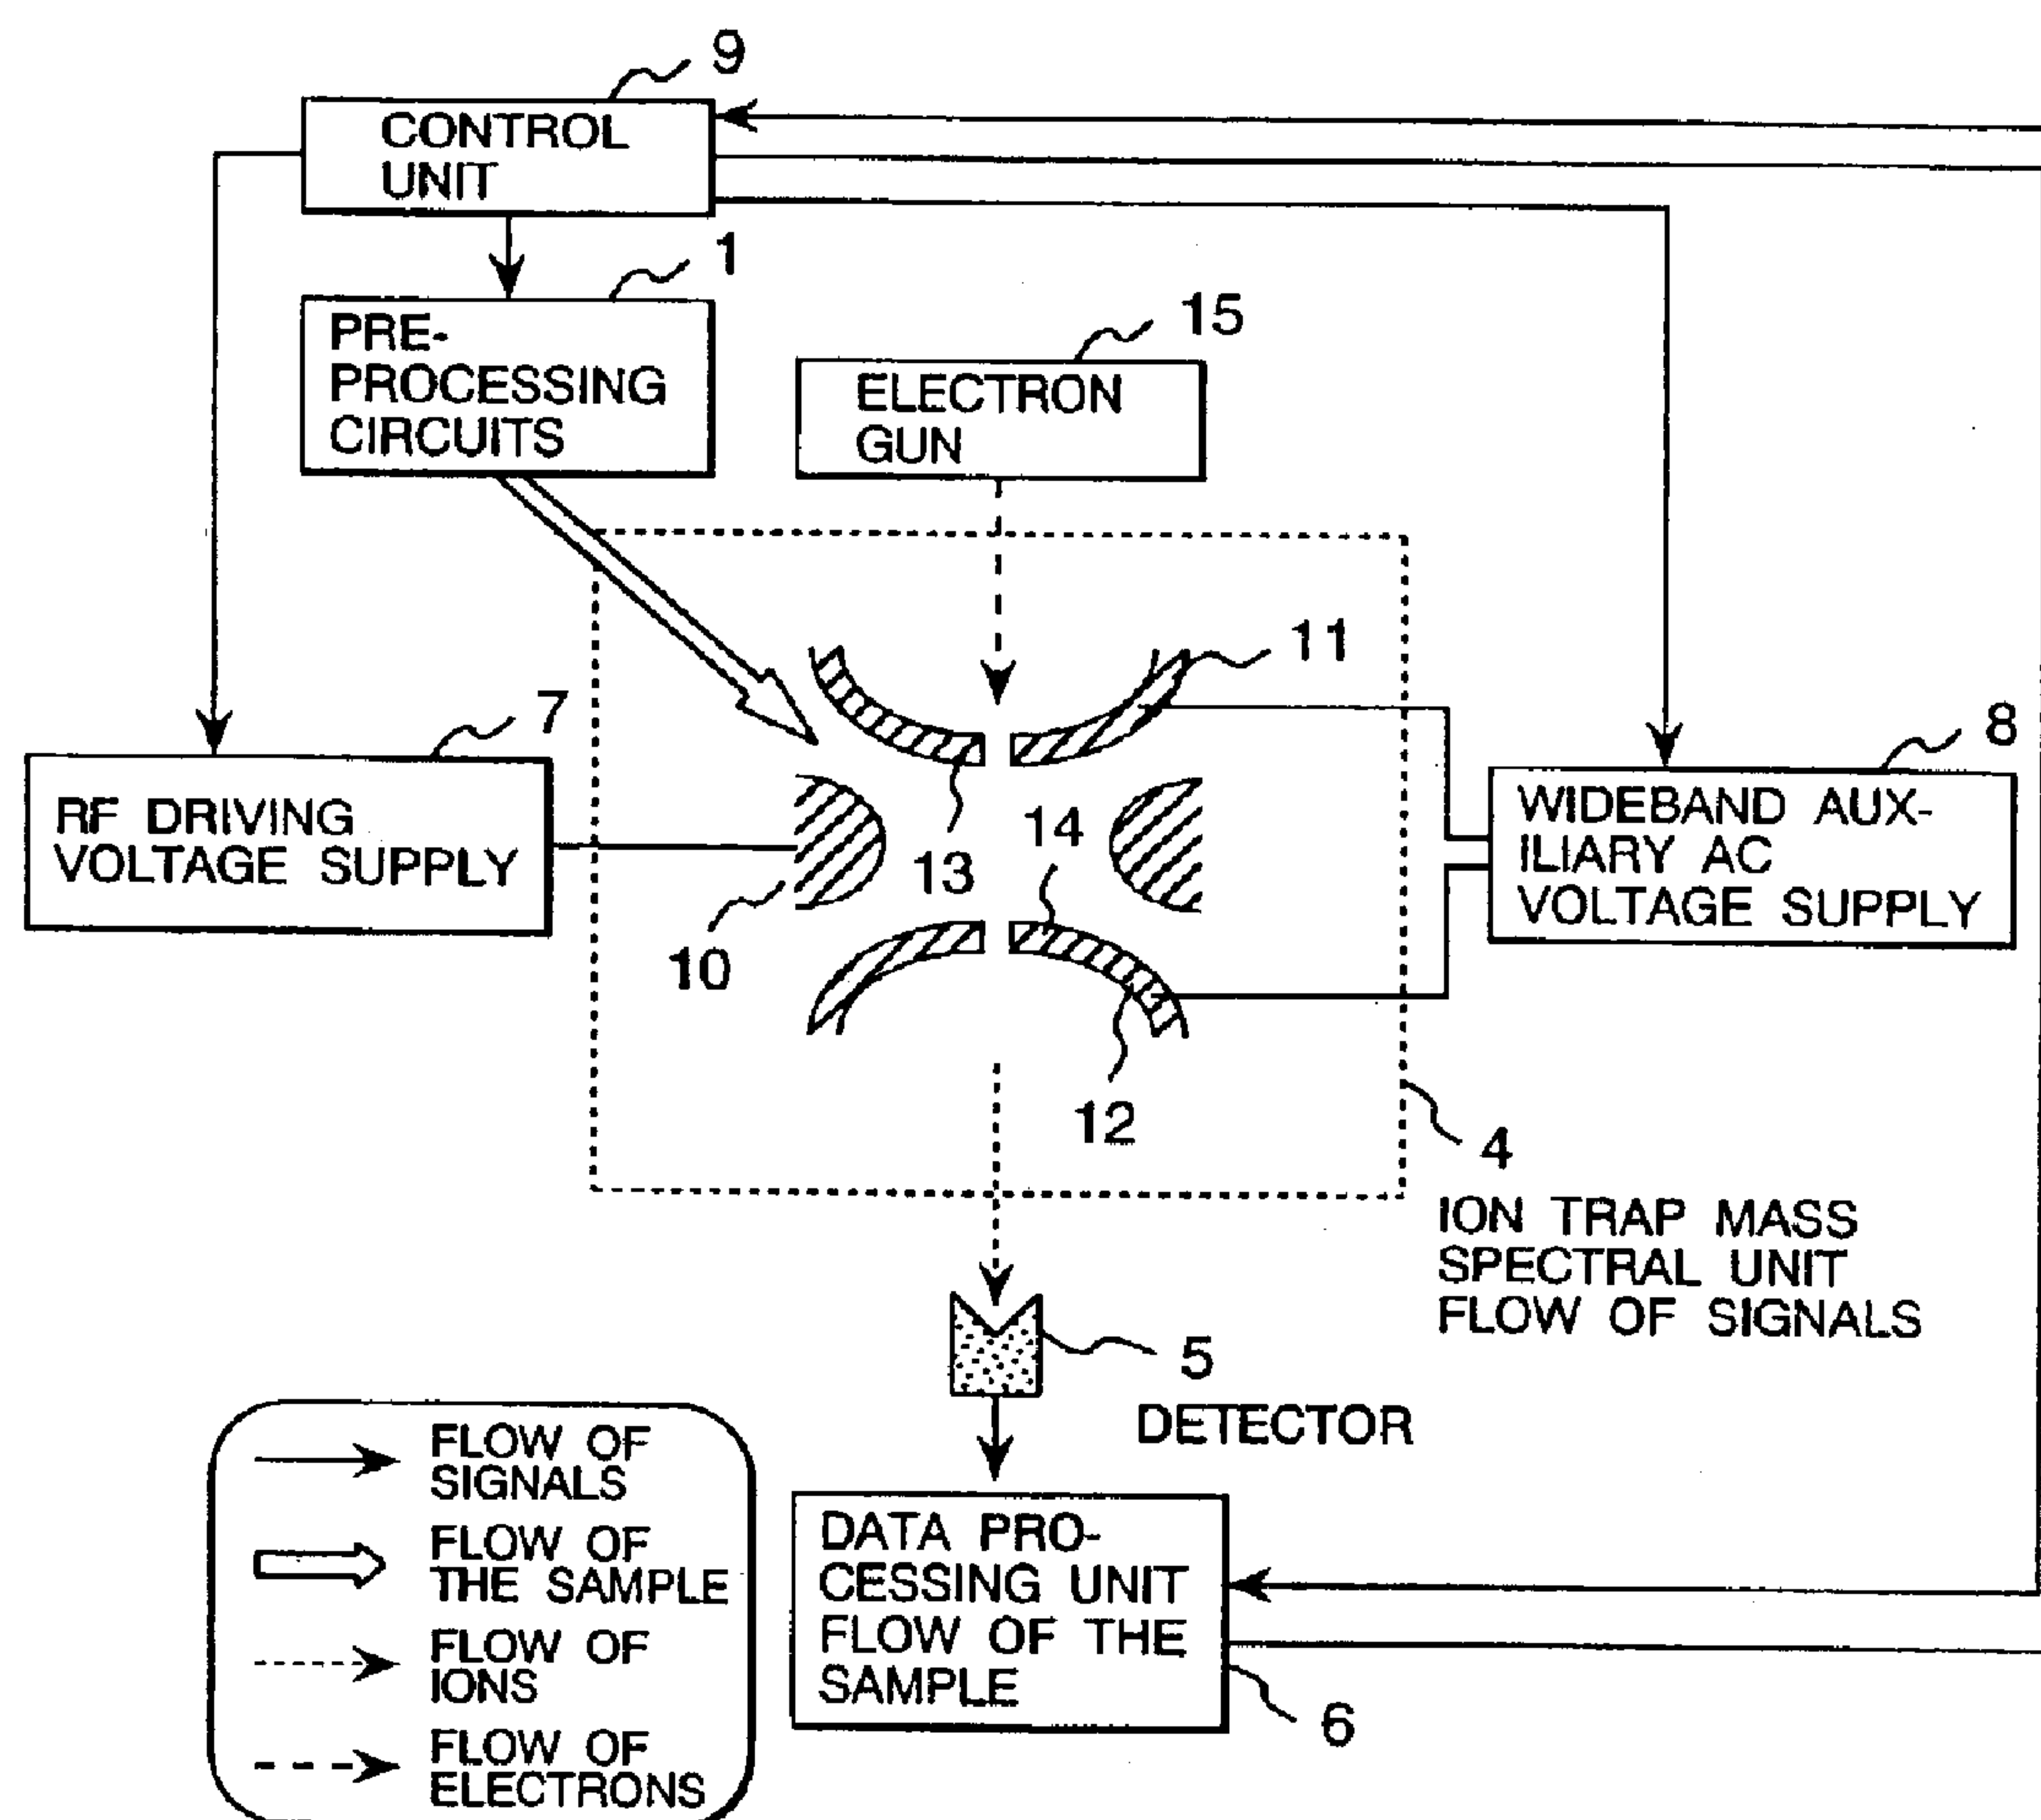 9
CONTROL
UNIT
1
PRE-
PROCESSING
CIRCUITS
15
ELECTRON
GUN
11
7
RF DRIVING
VOLTAGE SUPPLY
8
WIDEBAND AUX-
ILIARY AC
VOLTAGE SUPPLY
14
13
10
12
4
ION TRAP MASS
SPECTRAL UNIT
FLOW OF SIGNALS
5
DETECTOR
DATA PRO-
CESSING UNIT
FLOW OF THE
SAMPLE
6
FLOW OF
SIGNALS
FLOW OF
THE SAMPLE
FLOW OF
IONS
FLOW OF
ELECTRONS